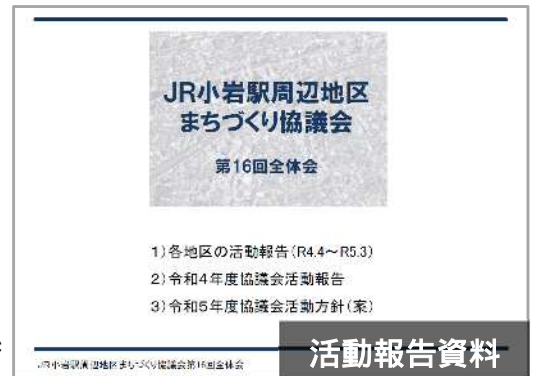 JR小岩駅周辺地区
まちづくり協議会
第16回全体会
1)各地区の活動報告(R4.4～R5.3)
2)令和4年度協議会活動報告
3)令和5年度協議会活動方針(案)
JR小岩駅周辺地区まちづくり協議会第16回全体会
活動報告資料